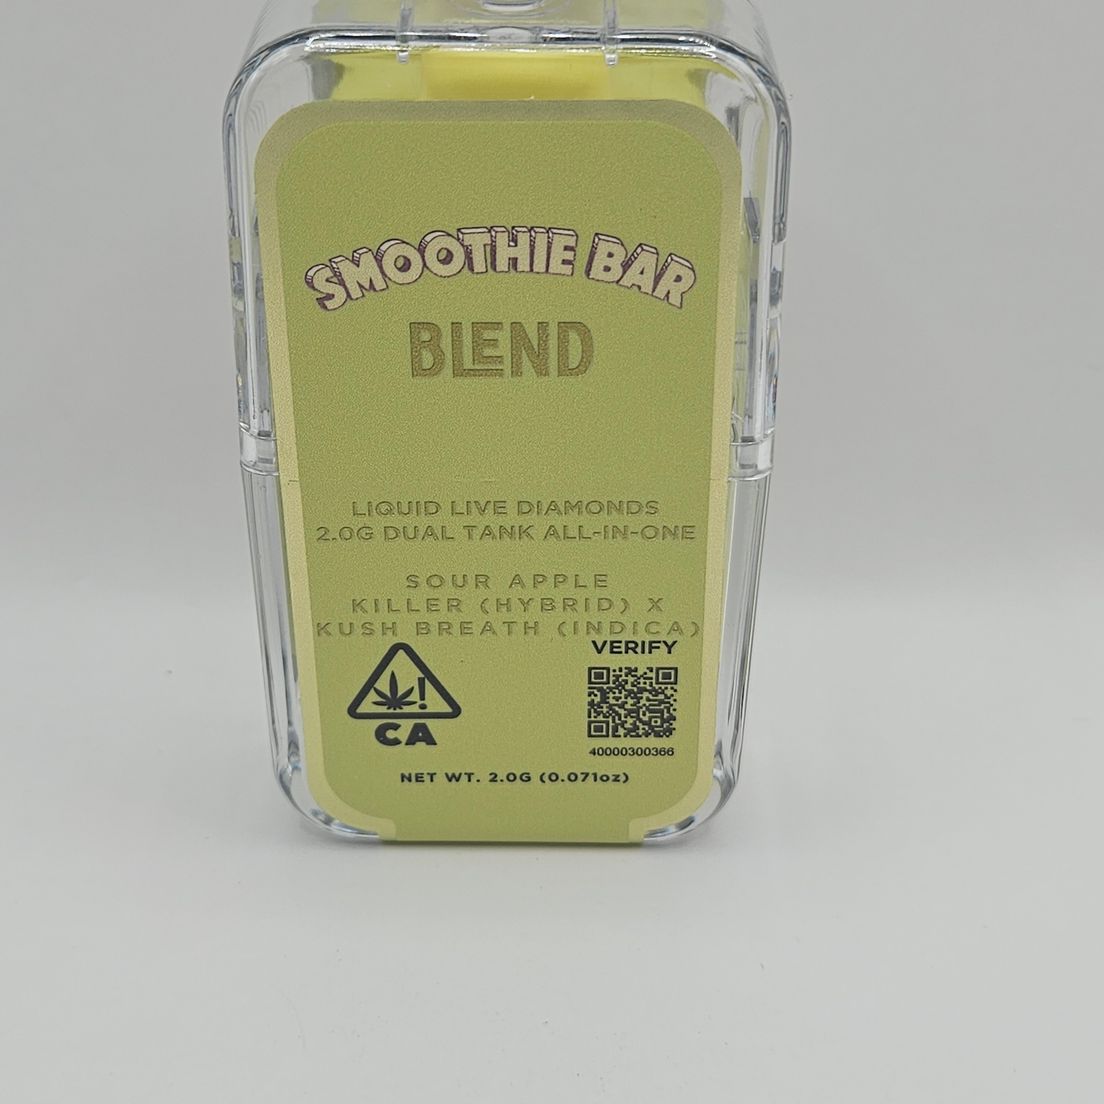 SMOOTHIE BAR
BLEND
LIQUID LIVE DIAMONDS
2.0G DUAL TANK ALL-IN-ONE
SOUR APPLE
KILLER (HYBRID) X
KUSH BREATH (INDICA)
VERIFY
!
CA
40000300366
NET WT. 2.0G (0.071oz)